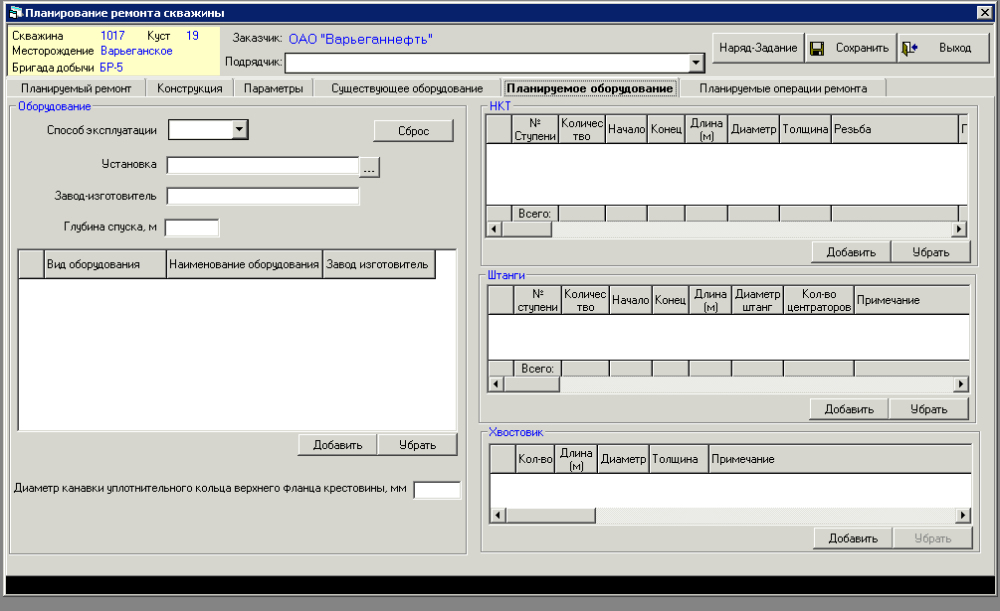 Планирование ремонта скважины
Скважина 1017 Куст 19
Месторождение Варьеганское
Бригада добычи БР-5
Заказчик: ОАО "Варьеганнефть"
Подрядчик:
Наряд-Задание Сохранить Выход
Планируемый ремонт Конструкция Параметры Существующее оборудование Планируемое оборудование Планируемые операции ремонта
Оборудование
Способ эксплуатации Сброс
Установка ...
Завод-изготовитель
Глубина спуска, м
Вид оборудования Наименование оборудования Завод изготовитель
Добавить Убрать
Диаметр канавки уплотнительного кольца верхнего фланца крестовины, мм
НКТ
№ Ступени Количес тво Начало Конец Длина (м) Диаметр Толщина Резьба
Всего:
Добавить Убрать
Штанги
№ ступени Количес тво Начало Конец Длина (м) Диаметр штанг Кол-во центраторов Примечание
Всего:
Добавить Убрать
Хвостовик
Кол-во Длина (м) Диаметр Толщина Примечание
Добавить Убрать